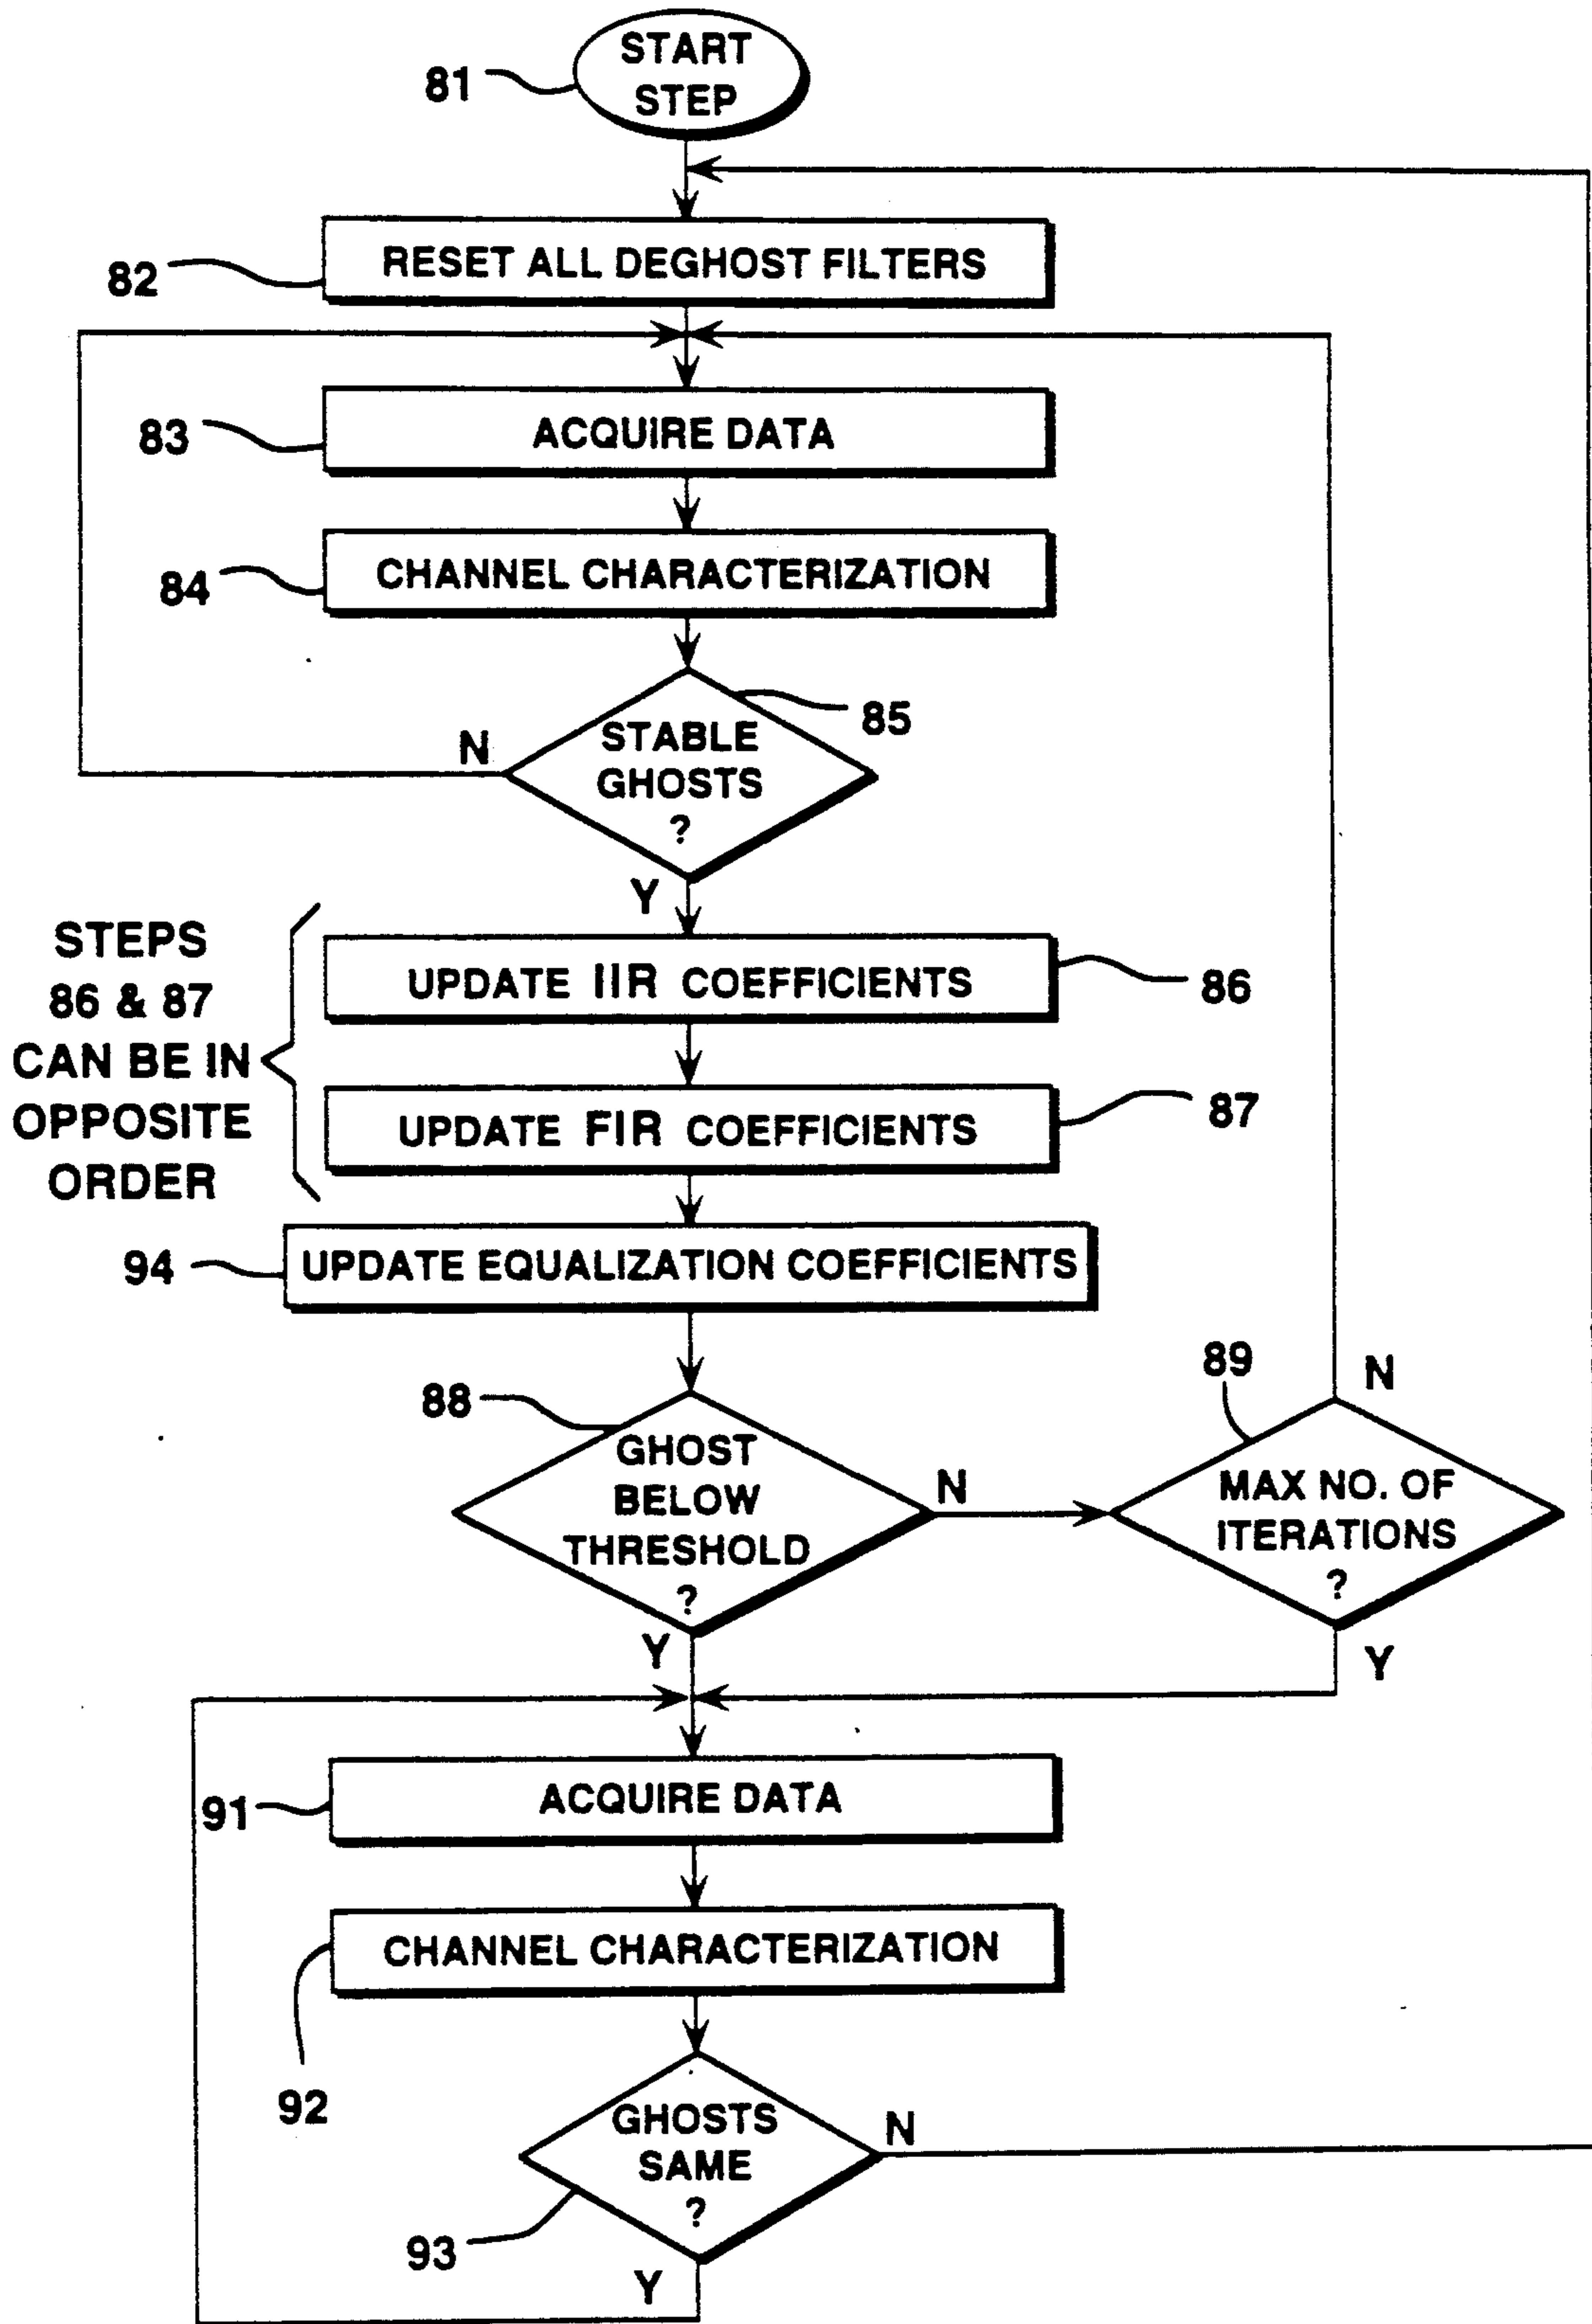 START
STEP
81
RESET ALL DEGHOST FILTERS
82
ACQUIRE DATA
83
CHANNEL CHARACTERIZATION
84
STABLE
GHOSTS
?
85
N
Y
STEPS
86 & 87
CAN BE IN
OPPOSITE
ORDER
UPDATE IIR COEFFICIENTS
86
UPDATE FIR COEFFICIENTS
87
94
UPDATE EQUALIZATION COEFFICIENTS
88
GHOST
BELOW
THRESHOLD
?
N
Y
89
MAX NO. OF
ITERATIONS
?
N
Y
91
ACQUIRE DATA
CHANNEL CHARACTERIZATION
92
GHOSTS
SAME
?
N
93
Y